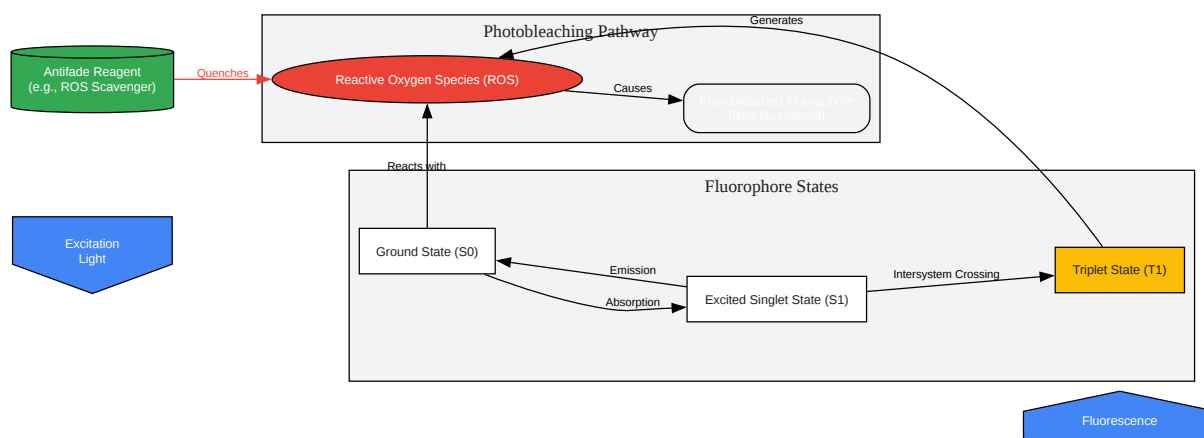 Photobleaching Pathway
Generates
Antifade Reagent
(e.g., ROS Scavenger)
Quenches
Reactive Oxygen Species (ROS)
Causes
Photobleached Fluorophore
(Non-fluorescent)
Reacts with
Fluorophore States
Excitation
Light
Ground State (S0)
Emission
Absorption
Excited Singlet State (S1)
Intersystem Crossing
Triplet State (T1)
Fluorescence